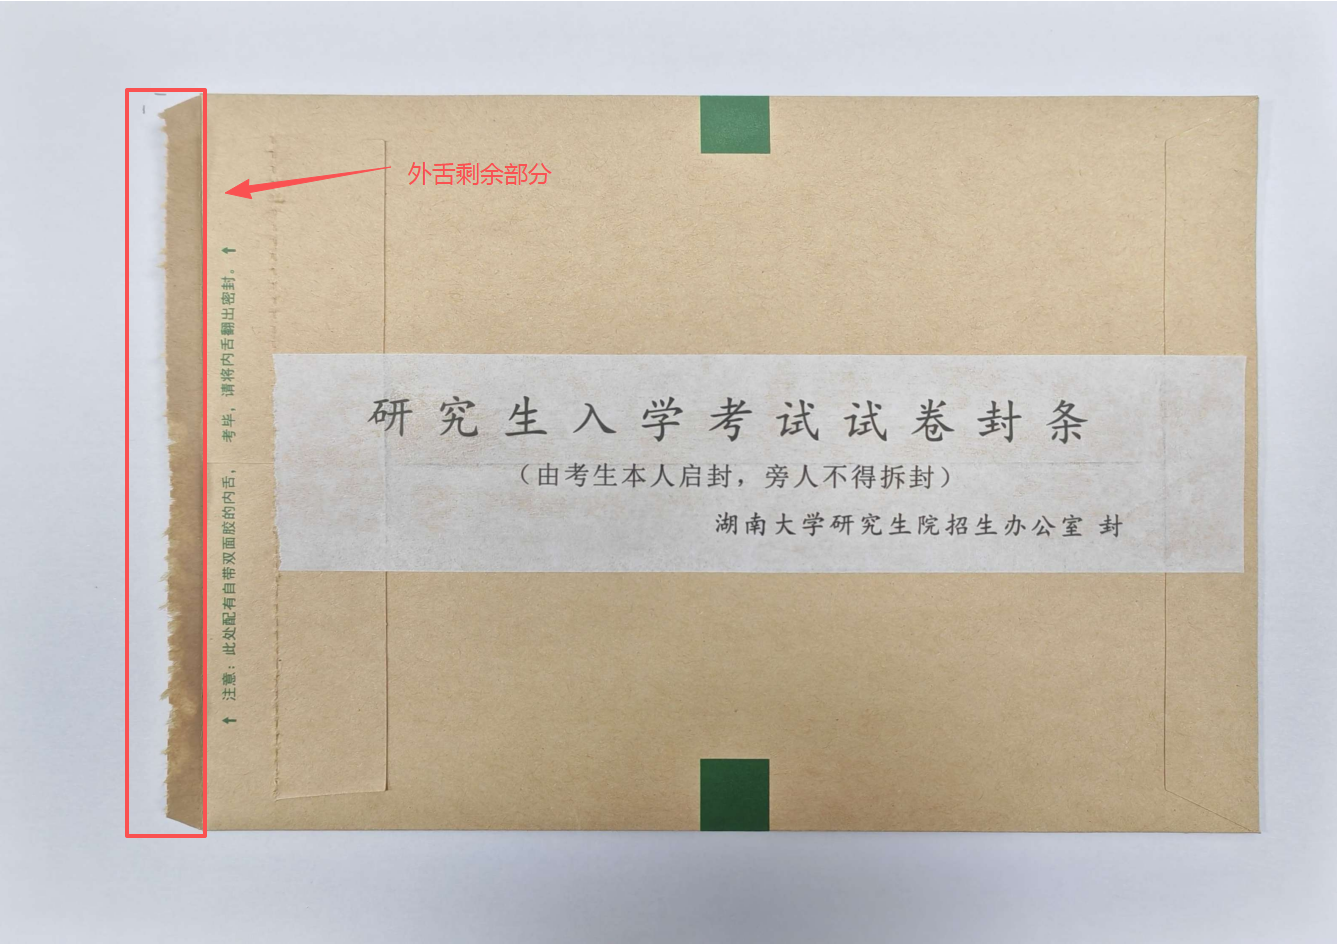 外舌剩余部分
↑ 注意：此处配有自带双面胶的内舌， 考毕，请将内舌翻出密封。↑
研究生入学考试试卷封条
（由考生本人启封，旁人不得拆封）
湖南大学研究生院招生办公室 封